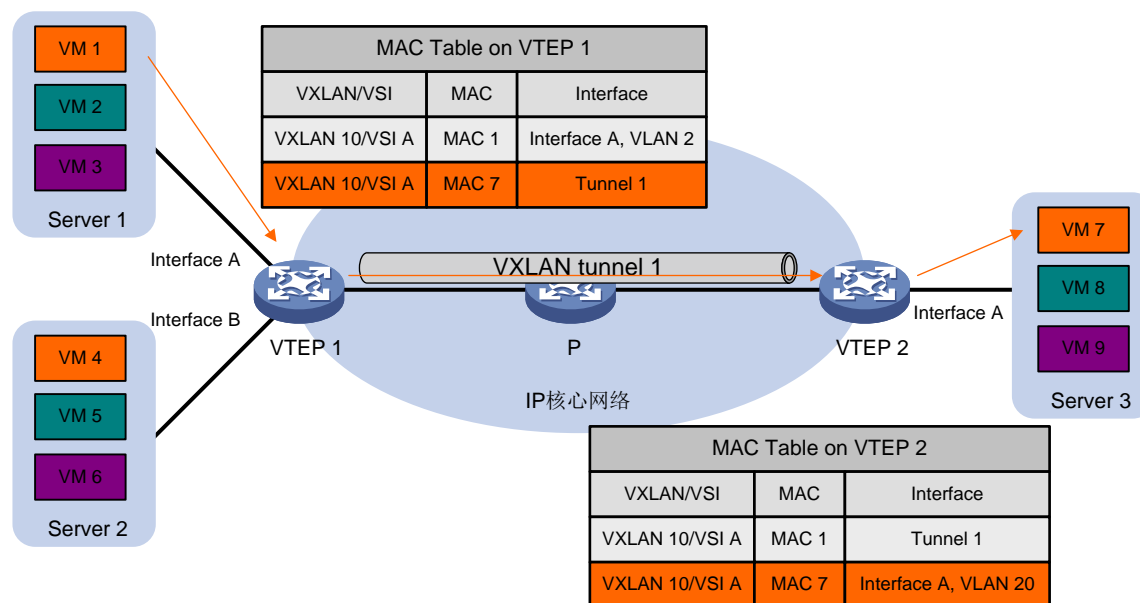 VM 1
VM 2
VM 3
Server 1
MAC Table on VTEP 1
VXLAN/VSI MAC Interface
VXLAN 10/VSI A MAC 1 Interface A, VLAN 2
VXLAN 10/VSI A MAC 7 Tunnel 1
Interface A
Interface B
VTEP 1
VXLAN tunnel 1
P
VTEP 2
Interface A
IP核心网络
VM 7
VM 8
VM 9
Server 3
VM 4
VM 5
VM 6
Server 2
MAC Table on VTEP 2
VXLAN/VSI MAC Interface
VXLAN 10/VSI A MAC 1 Tunnel 1
VXLAN 10/VSI A MAC 7 Interface A, VLAN 20